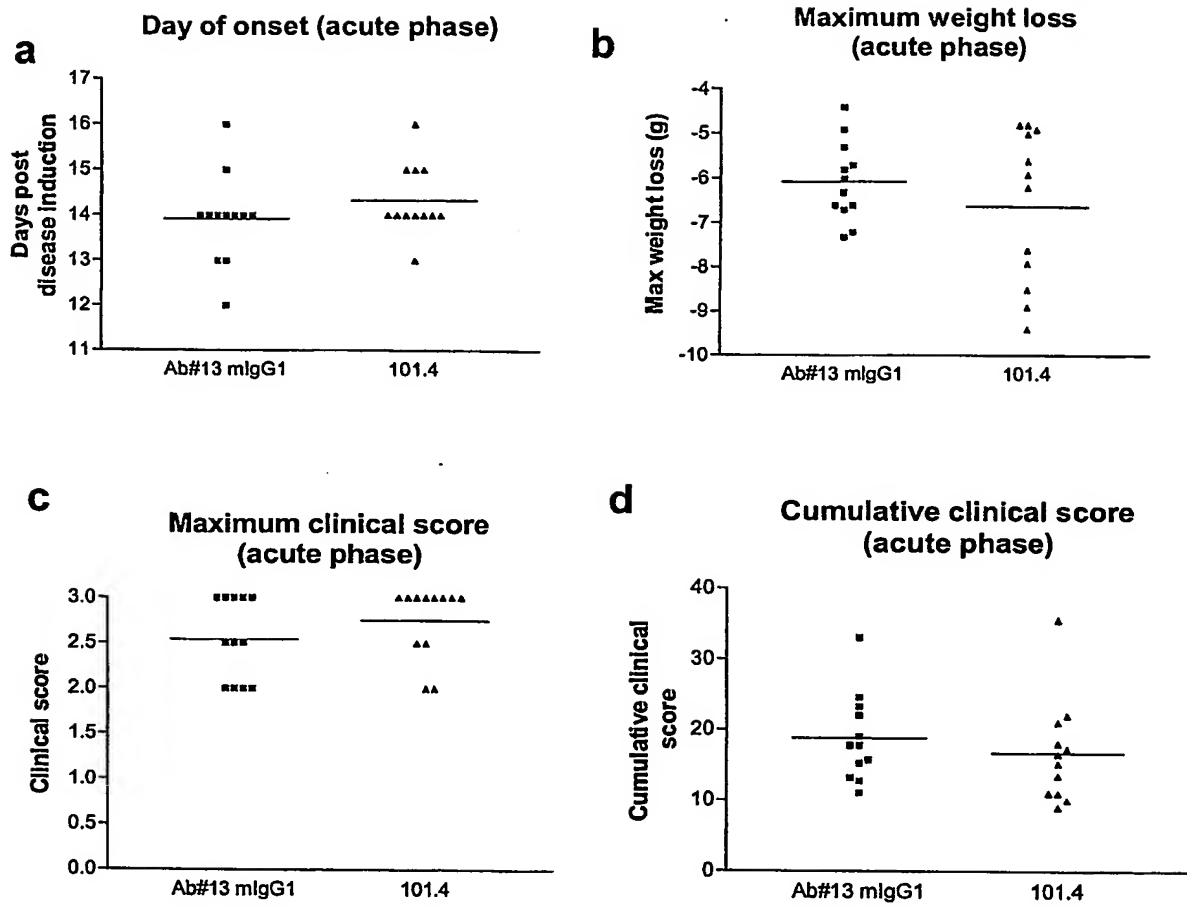 a
Day of onset (acute phase)
Days post
disease induction
17
16
15
14
13
12
11
Ab#13 mIgG1
101.4
b
Maximum weight loss
(acute phase)
Max weight loss (g)
-4
-5
-6
-7
-8
-9
-10
Ab#13 mIgG1
101.4
c
Maximum clinical score
(acute phase)
Clinical score
3.0
2.5
2.0
1.5
1.0
0.5
0.0
Ab#13 mIgG1
101.4
d
Cumulative clinical score
(acute phase)
Cumulative clinical
score
40
30
20
10
0
Ab#13 mIgG1
101.4